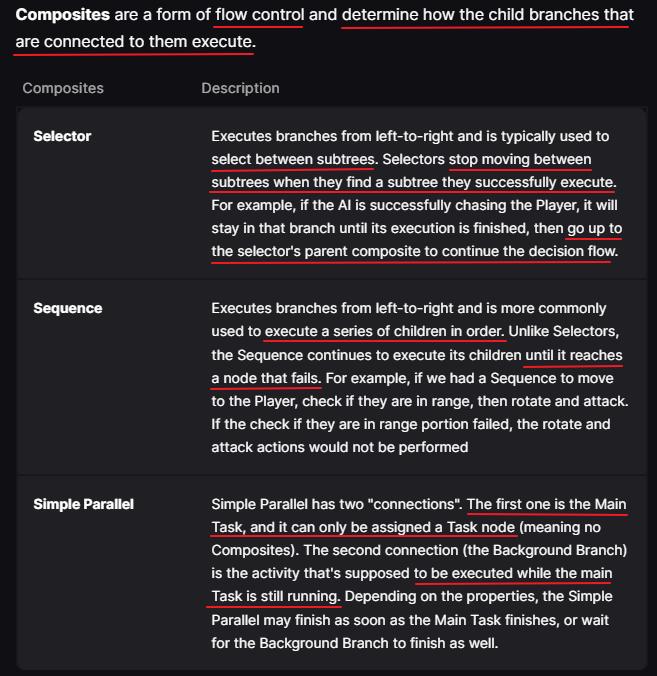 Composites are a form of flow control and determine how the child branches that
are connected to them execute.
Composites Description
Selector
Executes branches from left-to-right and is typically used to
select between subtrees. Selectors stop moving between
subtrees when they find a subtree they successfully execute.
For example, if the AI is successfully chasing the Player, it will
stay in that branch until its execution is finished, then go up to
the selector's parent composite to continue the decision flow.
Sequence
Executes branches from left-to-right and is more commonly
used to execute a series of children in order. Unlike Selectors,
the Sequence continues to execute its children until it reaches
a node that fails. For example, if we had a Sequence to move
to the Player, check if they are in range, then rotate and attack.
If the check if they are in range portion failed, the rotate and
attack actions would not be performed
Simple Parallel
Simple Parallel has two "connections". The first one is the Main
Task, and it can only be assigned a Task node (meaning no
Composites). The second connection (the Background Branch)
is the activity that's supposed to be executed while the main
Task is still running. Depending on the properties, the Simple
Parallel may finish as soon as the Main Task finishes, or wait
for the Background Branch to finish as well.